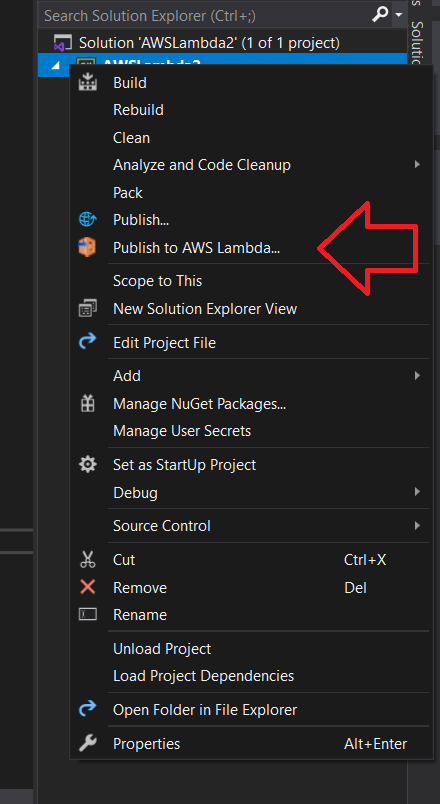 Search Solution Explorer (Ctrl+;)
Solution 'AWSLambda2' (1 of 1 project)
AWSLambda2
Build
Rebuild
Clean
Analyze and Code Cleanup
Pack
Publish...
Publish to AWS Lambda...
Scope to This
New Solution Explorer View
Edit Project File
Add
Manage NuGet Packages...
Manage User Secrets
Set as StartUp Project
Debug
Source Control
Cut Ctrl+X
Remove Del
Rename
Unload Project
Load Project Dependencies
Open Folder in File Explorer
Properties Alt+Enter